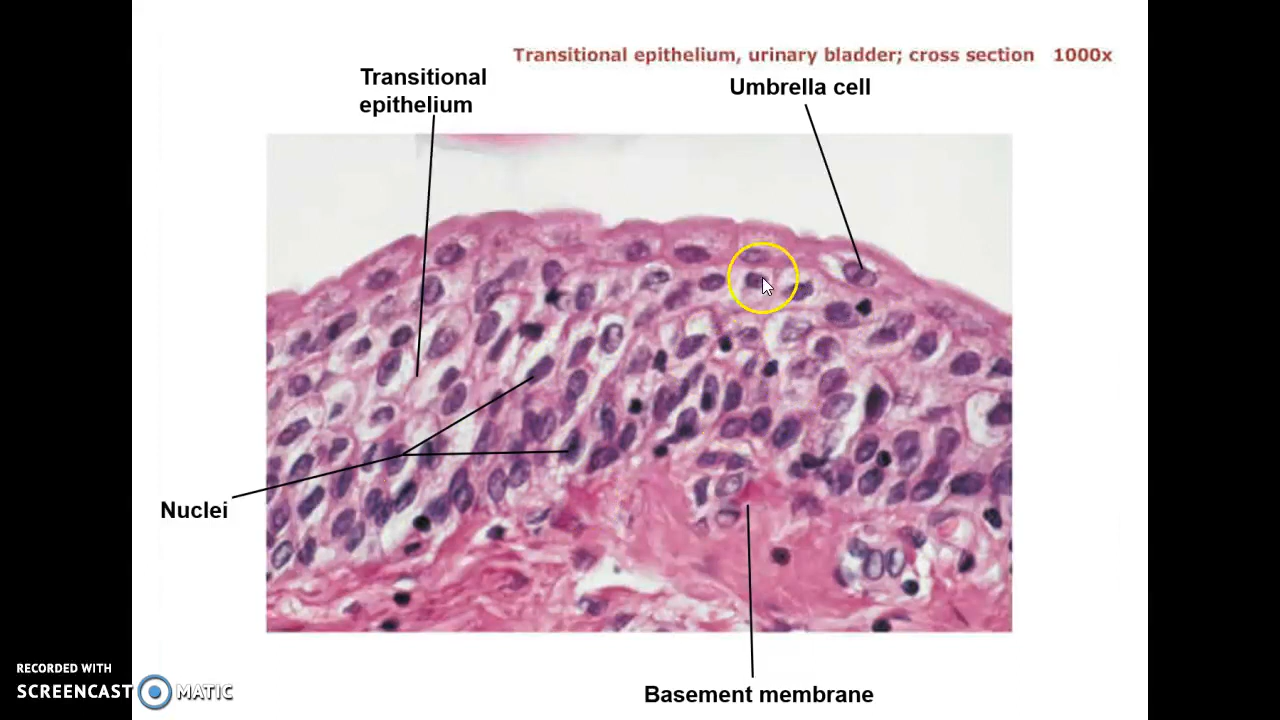 Transitional epithelium, urinary bladder; cross section 1000x
Transitional
epithelium
Umbrella cell
Nuclei
Basement membrane
RECORDED WITH
SCREENCAST MATIC